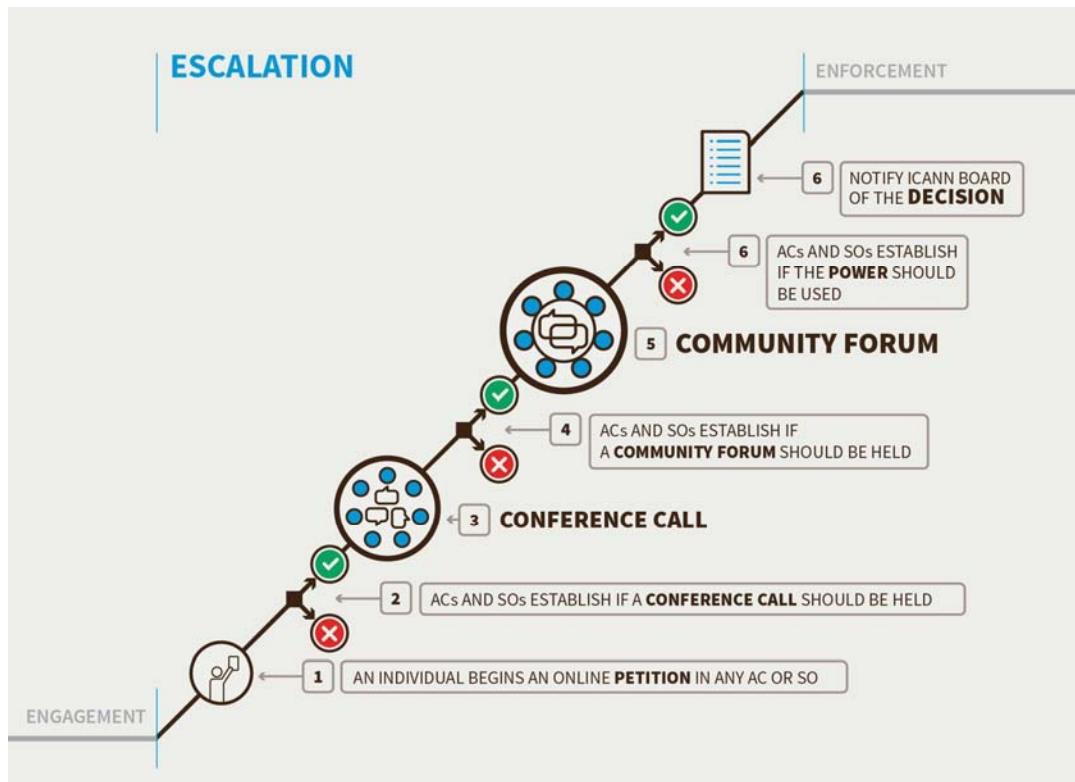 ESCALATION
ENFORCEMENT
6
NOTIFY ICANN BOARD
OF THE DECISION
6
ACs AND SOs ESTABLISH
IF THE POWER SHOULD
BE USED
5
COMMUNITY FORUM
4
ACs AND SOs ESTABLISH IF
A COMMUNITY FORUM SHOULD BE HELD
3
CONFERENCE CALL
2
ACs AND SOs ESTABLISH IF A CONFERENCE CALL SHOULD BE HELD
1
AN INDIVIDUAL BEGINS AN ONLINE PETITION IN ANY AC OR SO
ENGAGEMENT